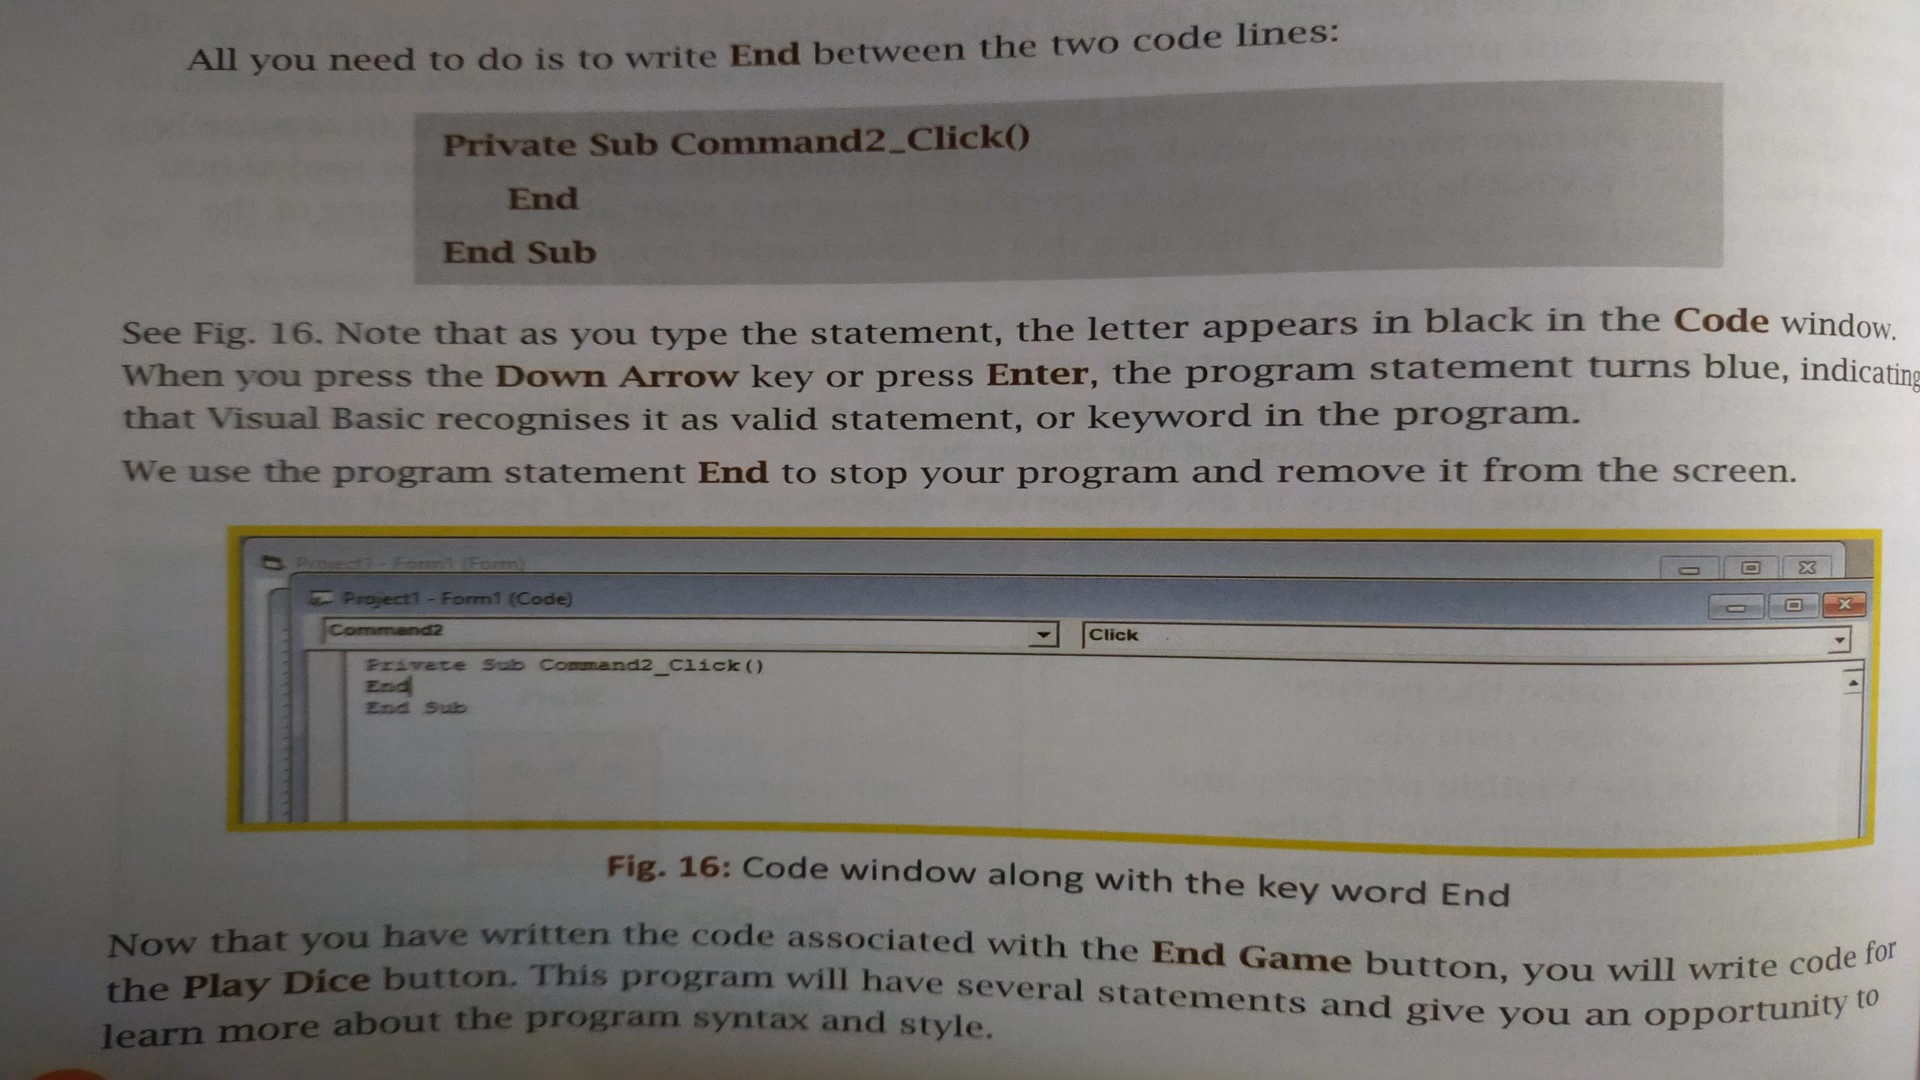 All you need to do is to write End between the two code lines:
Private Sub Command2_Click()
End
End Sub
See Fig. 16. Note that as you type the statement, the letter appears in black in the Code window.
When you press the Down Arrow key or press Enter, the program statement turns blue, indicating
that Visual Basic recognises it as valid statement, or keyword in the program.
We use the program statement End to stop your program and remove it from the screen.
Project1 - Form1 (Form)
Project1 - Form1 (Code)
Command2 Click
Private Sub Command2_Click()
End
End Sub
Fig. 16: Code window along with the key word End
Now that you have written the code associated with the End Game button, you will write code for
the Play Dice button. This program will have several statements and give you an opportunity to
learn more about the program syntax and style.